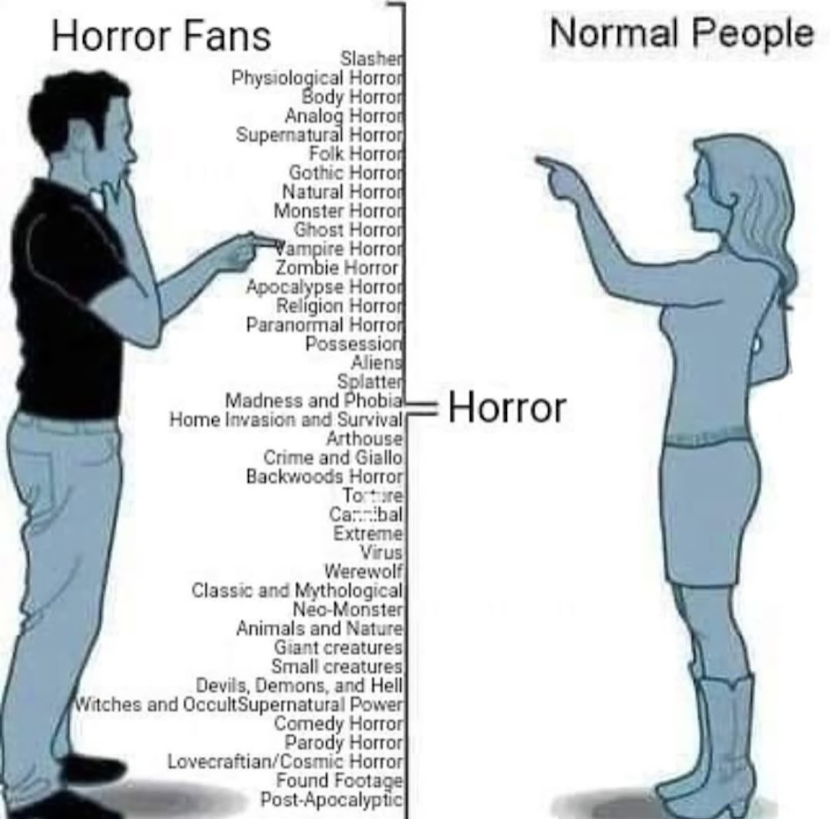 Horror Fans
Normal People
Slasher
Physiological Horror
Body Horror
Analog Horror
Supernatural Horror
Folk Horror
Gothic Horror
Natural Horror
Monster Horror
Ghost Horror
Vampire Horror
Zombie Horror
Apocalypse Horror
Religion Horror
Paranormal Horror
Possession
Aliens
Splatter
Madness and Phobia
Horror
Home Invasion and Survival
Arthouse
Crime and Giallo
Backwoods Horror
Torture
Cannibal
Extreme
Virus
Werewolf
Classic and Mythological
Neo-Monster
Animals and Nature
Giant creatures
Small creatures
Devils, Demons, and Hell
Witches and OccultSupernatural Power
Comedy Horror
Parody Horror
Lovecraftian/Cosmic Horror
Found Footage
Post-Apocalyptic